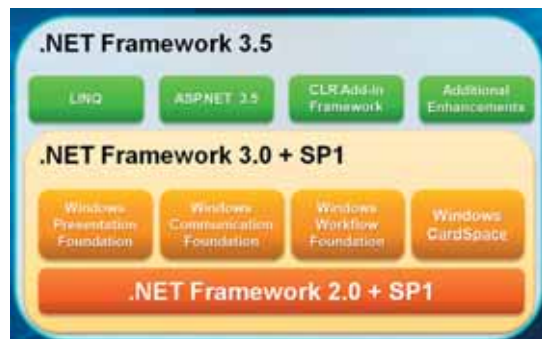 .NET Framework 3.5
LINQ
ASP.NET 3.5
CLR Add-in
Framework
Additional
Enhancements
.NET Framework 3.0 + SP1
Windows
Presentation
Foundation
Windows
Communication
Foundation
Windows
Workflow
Foundation
Windows
CardSpace
.NET Framework 2.0 + SP1